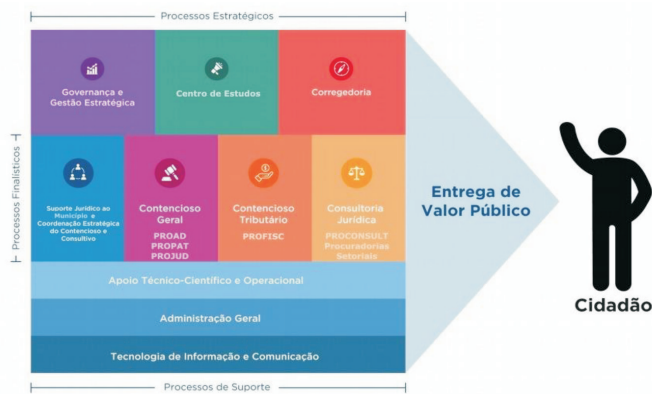 Processos Estratégicos
Governança e
Gestão Estratégica
Centro de Estudos
Corregedoria
Processos Finalísticos
Suporte Jurídico ao
Município e
Coordenação Estratégica
do Contencioso e
Consultivo
Contencioso
Geral
PROAD
PROPAT
PROJUD
Contencioso
Tributário
PROFISC
Consultoria
Jurídica
PROCONSULT
Procuradorias
Setoriais
Entrega de
Valor Público
Cidadão
Apoio Técnico-Científico e Operacional
Administração Geral
Tecnologia de Informação e Comunicação
Processos de Suporte